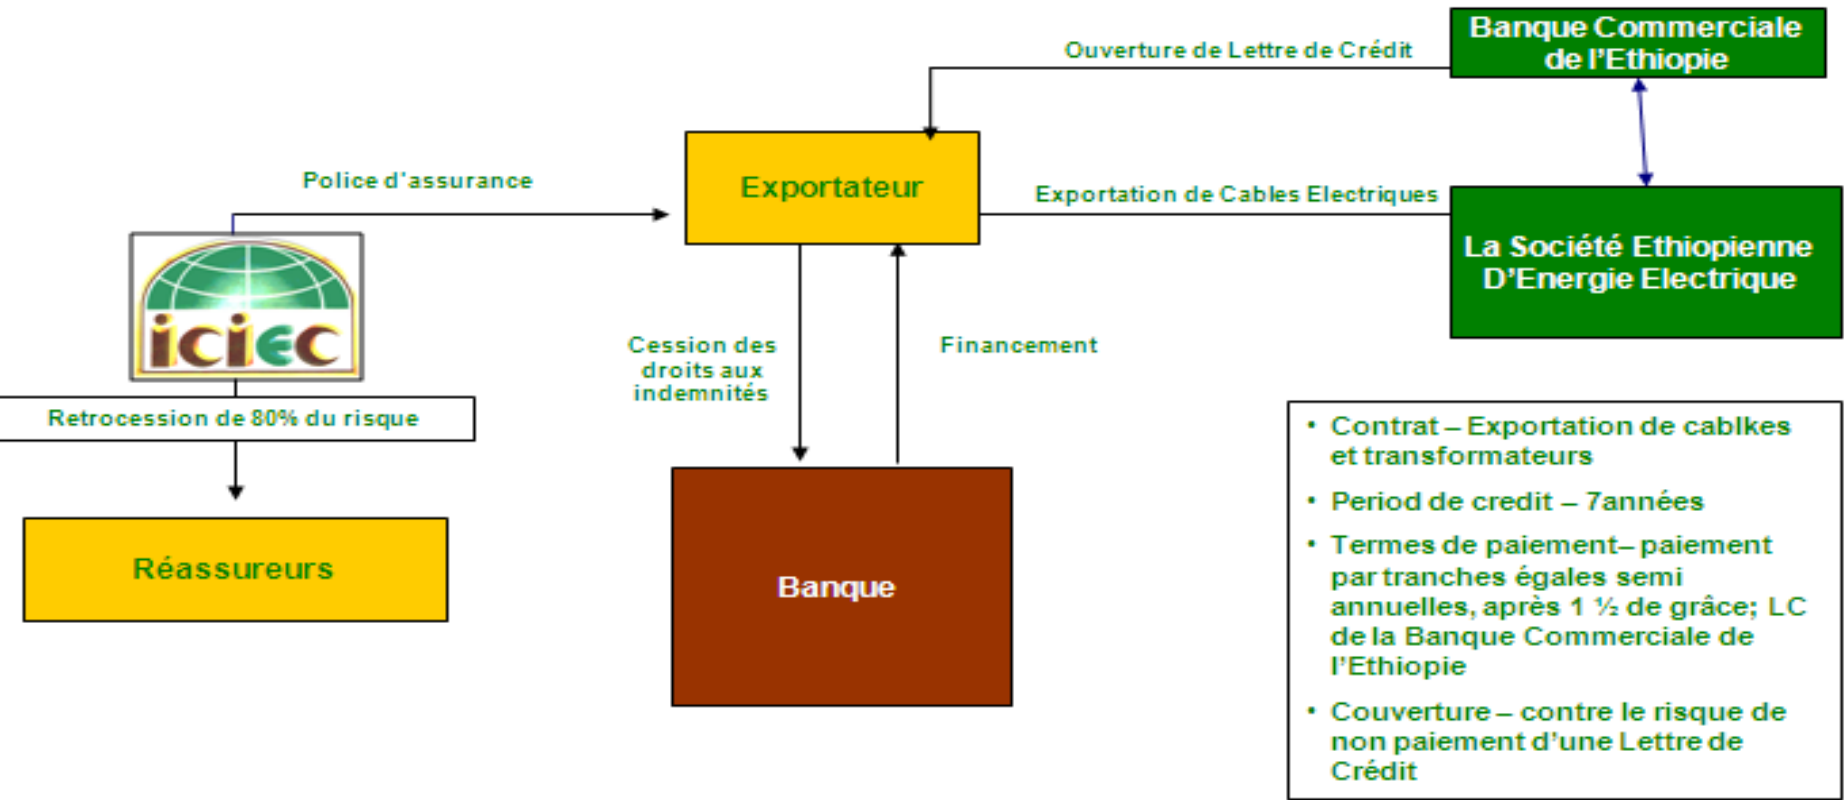 Banque Commerciale
de l'Ethiopie
Ouverture de Lettre de Crédit
Police d'assurance
Exportateur
Exportation de Cables Electriques
La Société Ethiopienne
D'Energie Electrique
iciec
Cession des
droits aux
indemnités
Financement
Retrocession de 80% du risque
Réassureurs
Banque
• Contrat – Exportation de cablkes
et transformateurs
• Period de credit – 7années
• Termes de paiement– paiement
par tranches égales semi
annuelles, après 1 ½ de grâce; LC
de la Banque Commerciale de
l'Ethiopie
• Couverture – contre le risque de
non paiement d'une Lettre de
Crédit